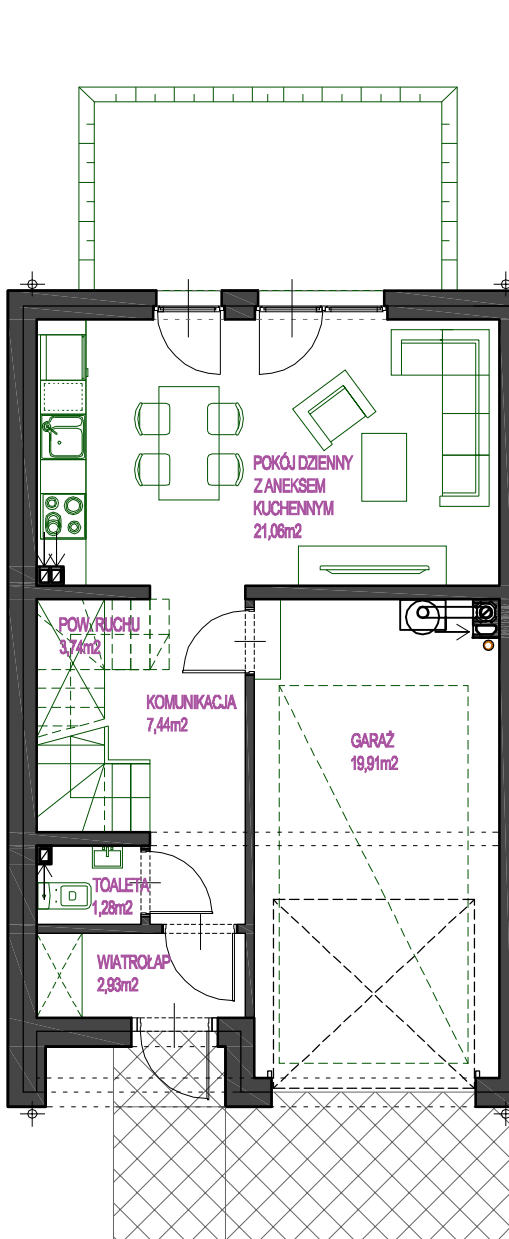 POKÓJ DZIENNY
Z ANEKSEM
KUCHENNYM
21,06m2
POW. RUCHU
3,74m2
KOMUNIKACJA
7,44m2
GARAŻ
19,91m2
TOALETA
1,28m2
WIATROŁAP
2,93m2